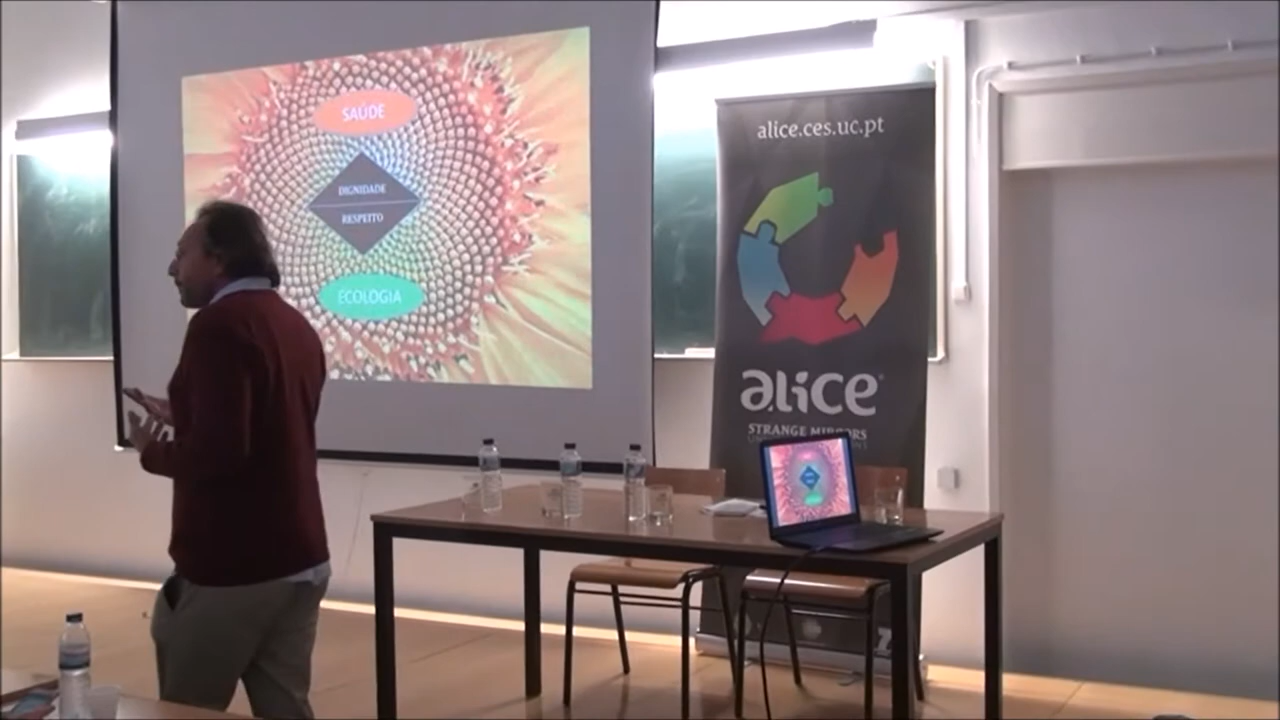 SAÚDE
DIGNIDADE
RESPEITO
ECOLOGIA
alice.ces.uc.pt
alice
STRANGE MIRRORS